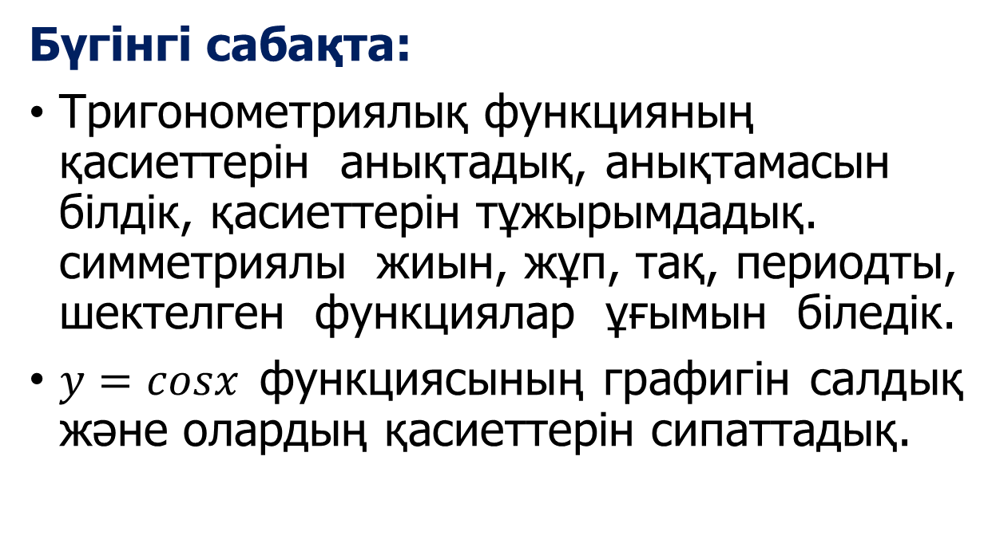 Бүгінгі сабақта:
• Тригонометриялық функцияның
қасиеттерін анықтадық, анықтамасын
білдік, қасиеттерін тұжырымдадық.
симметриялы жиын, жұп, тақ, периодты,
шектелген функциялар ұғымын біледік.
• y = cosx функциясының графигін салдық
және олардың қасиеттерін сипаттадық.